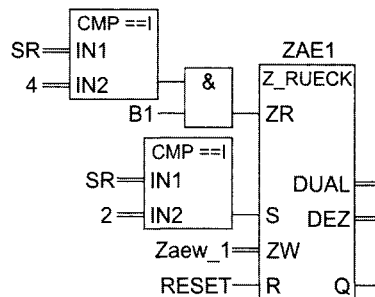 CMP ==I
SR IN1
4 IN2
&
B1
ZAE1
Z_RUECK
ZR
CMP ==I
SR IN1
2 IN2
S
DUAL
DEZ
Zaew_1 ZW
RESET R
Q